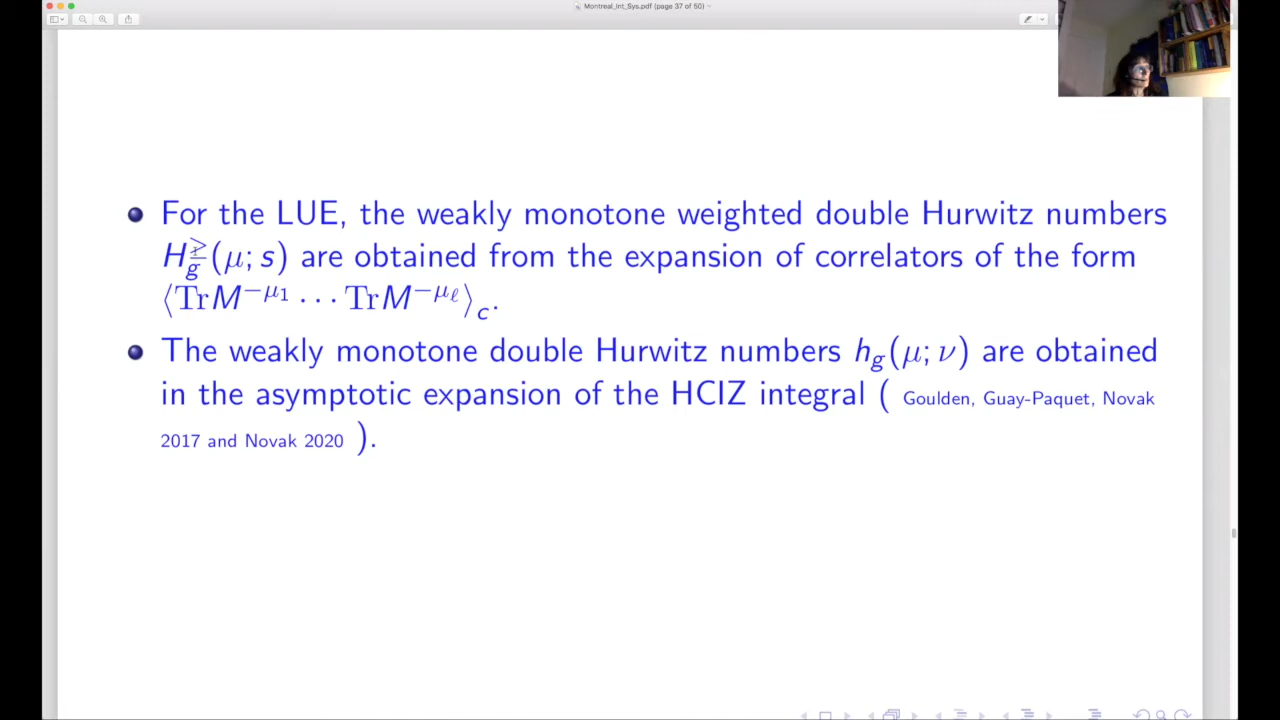 Montreal_Int_Sys.pdf (page 37 of 50)
For the LUE, the weakly monotone weighted double Hurwitz numbers
H_g^≥(μ; s) are obtained from the expansion of correlators of the form
⟨TrM^{−μ₁} ··· TrM^{−μ_ℓ}⟩_c.
The weakly monotone double Hurwitz numbers h_g(μ; ν) are obtained
in the asymptotic expansion of the HCIZ integral ( Goulden, Guay-Paquet, Novak
2017 and Novak 2020 ).